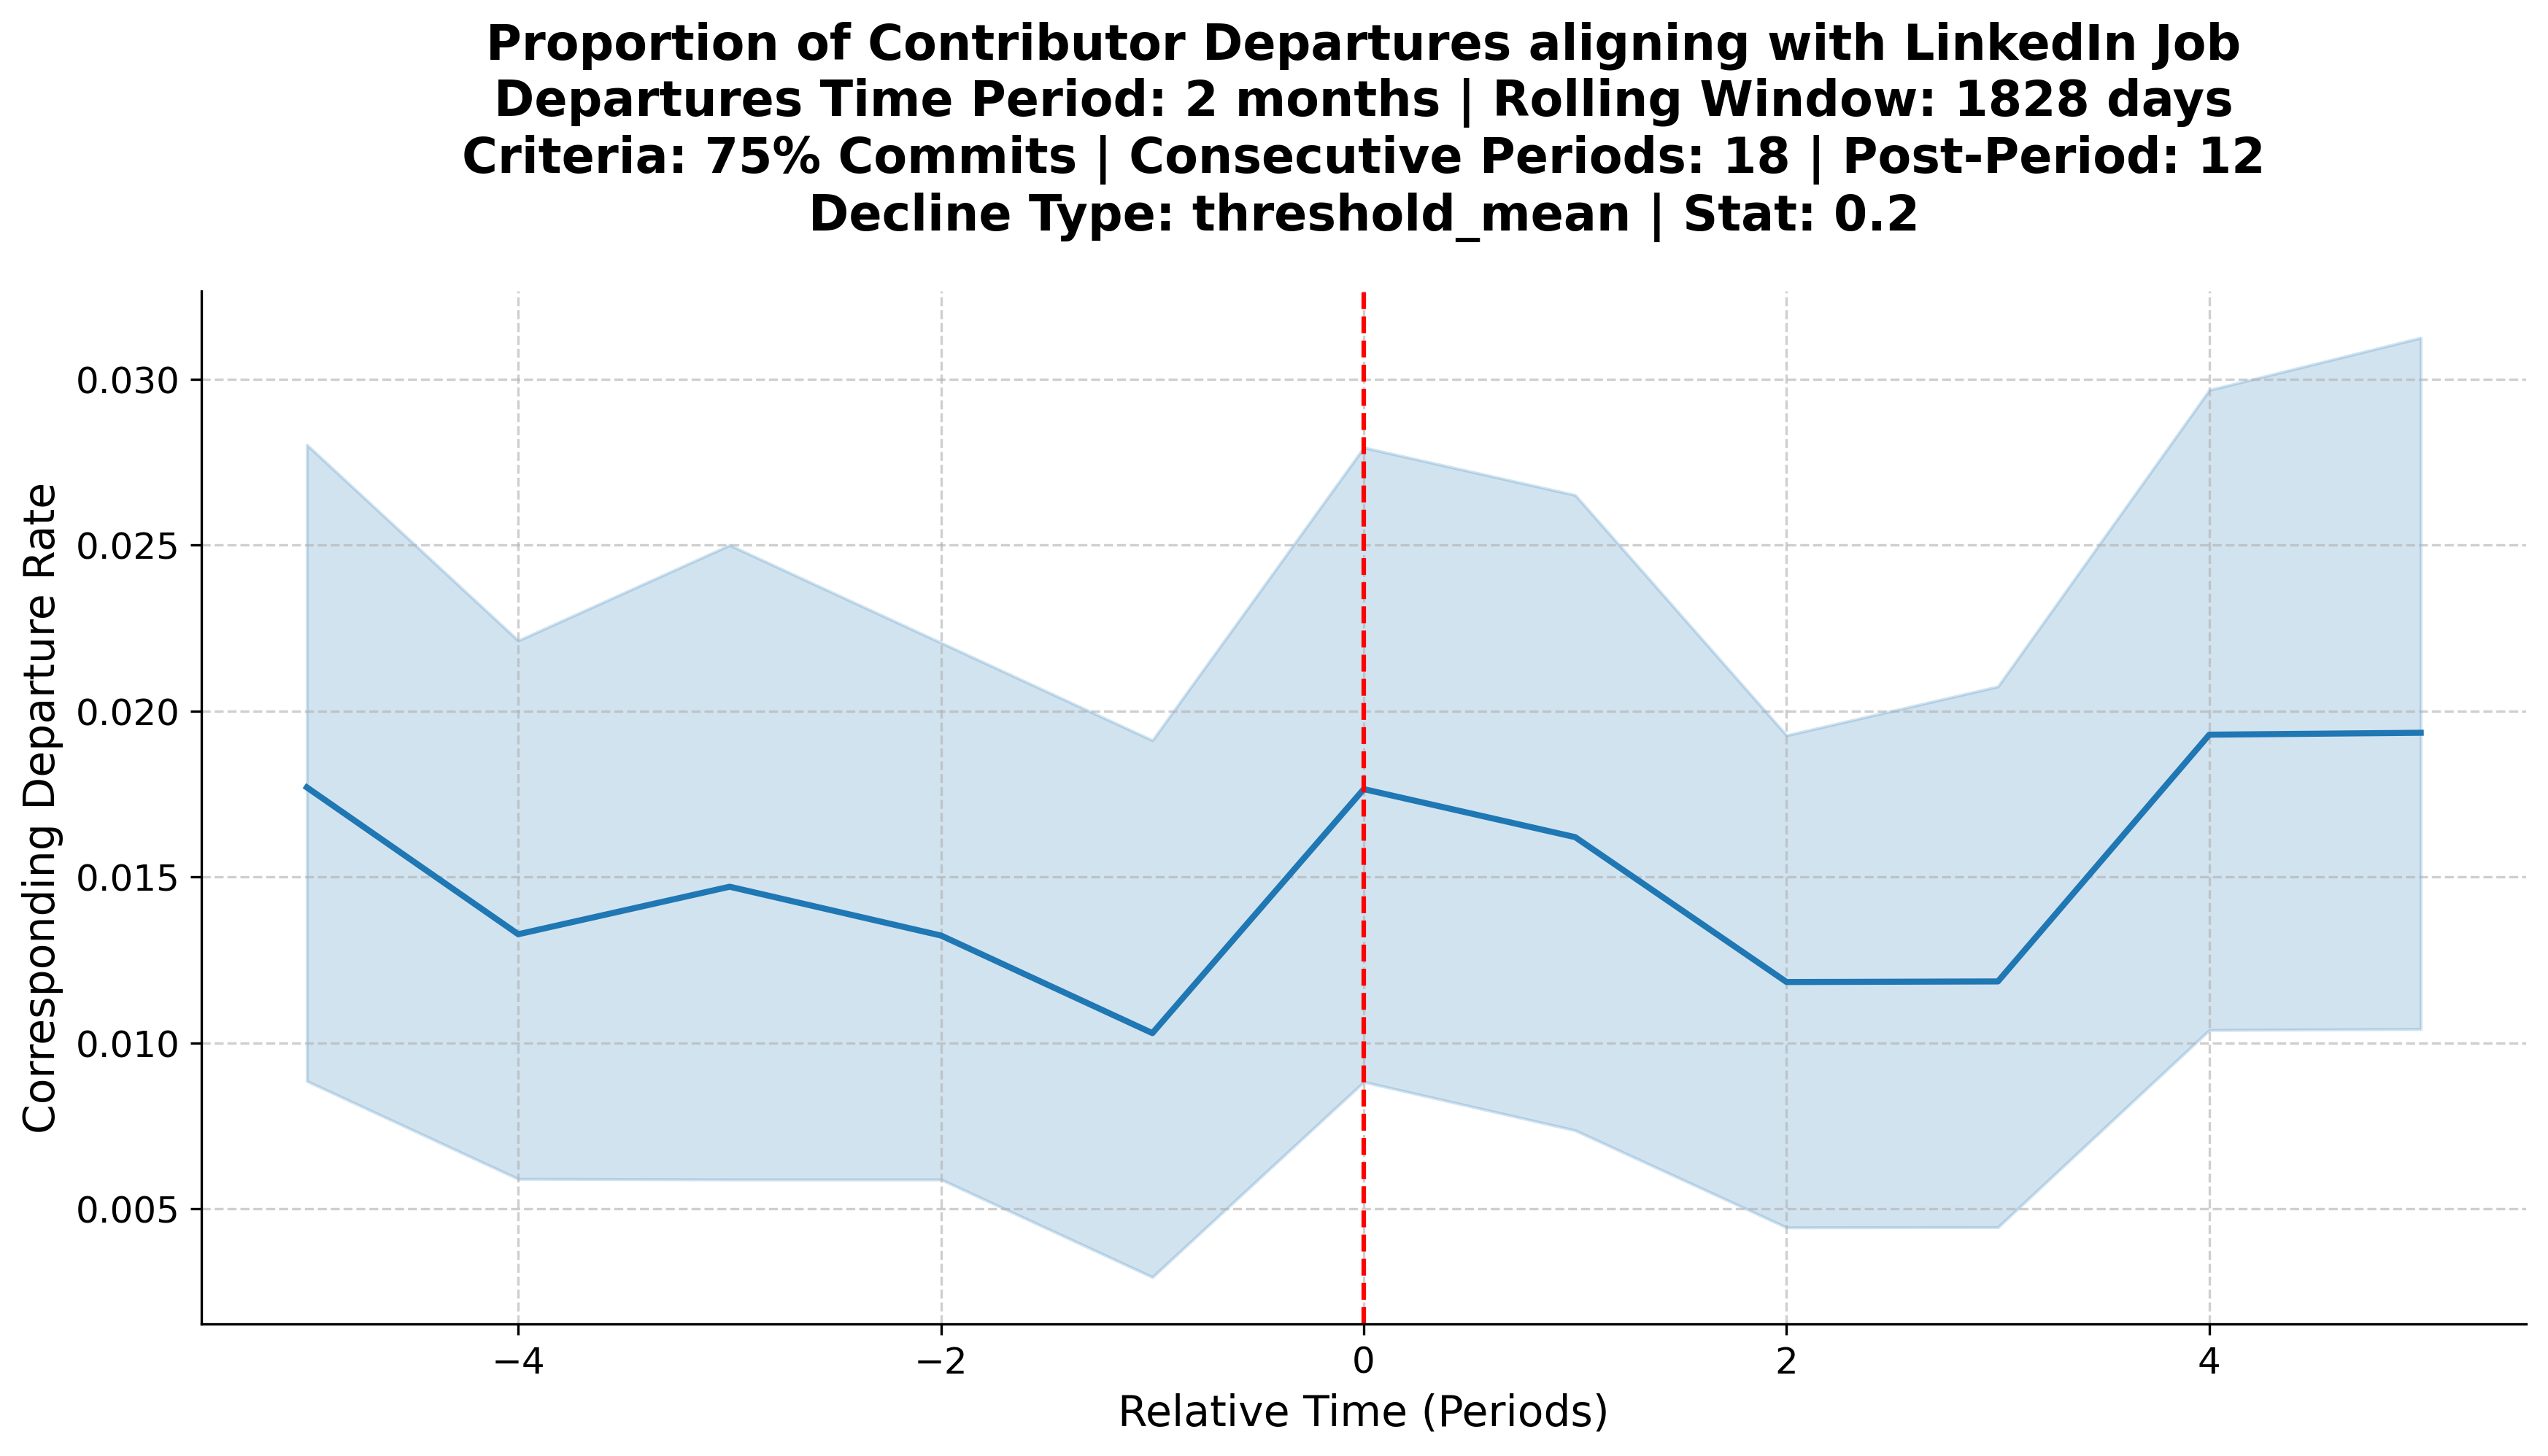 Proportion of Contributor Departures aligning with LinkedIn Job
Departures Time Period: 2 months | Rolling Window: 1828 days
Criteria: 75% Commits | Consecutive Periods: 18 | Post-Period: 12
Decline Type: threshold_mean | Stat: 0.2
Corresponding Departure Rate
0.030
0.025
0.020
0.015
0.010
0.005
−4
−2
0
2
4
Relative Time (Periods)